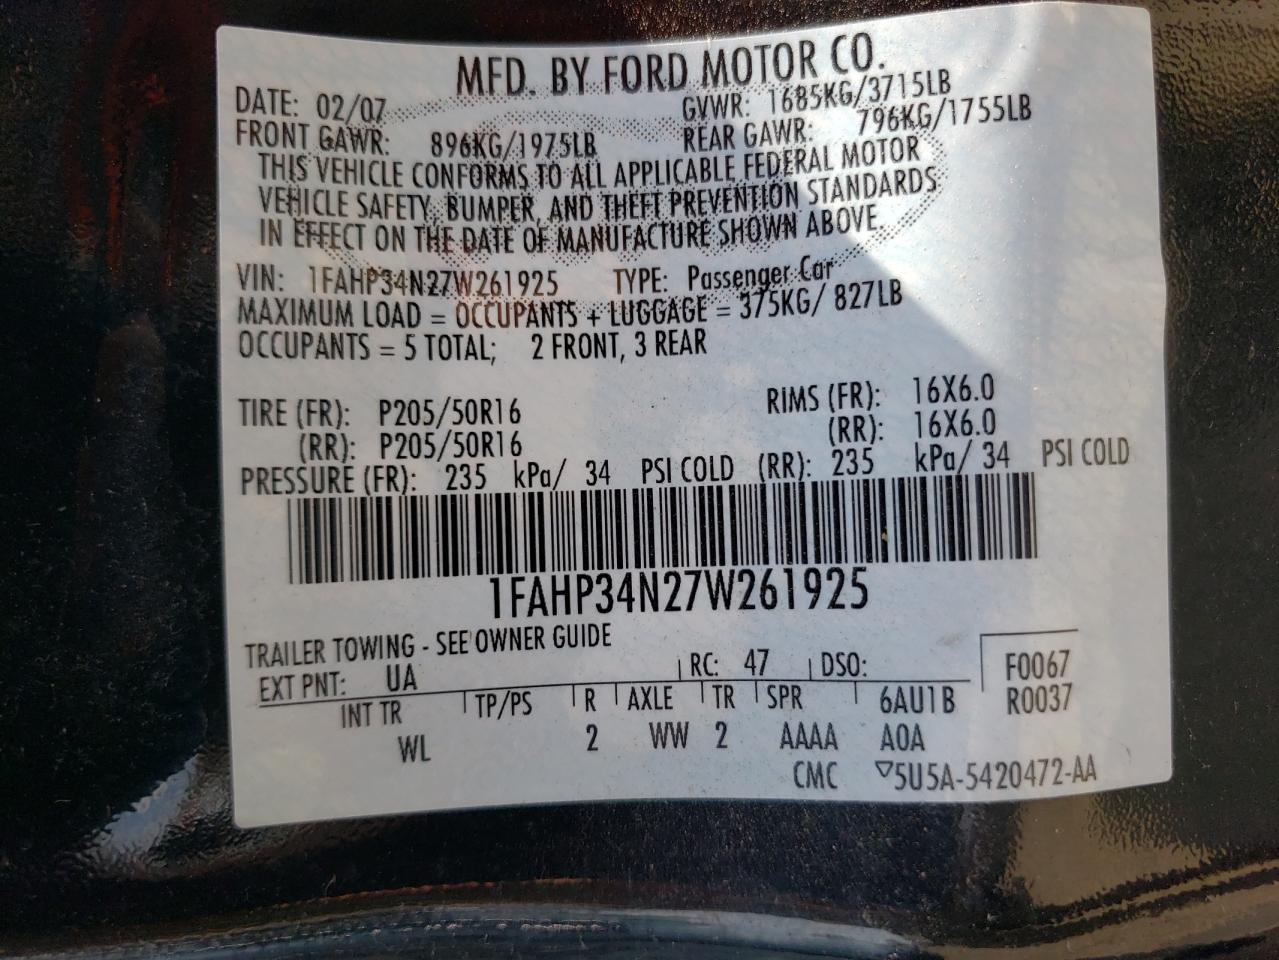 MFD. BY FORD MOTOR CO.
DATE: 02/07 GVWR: 1685KG/3715LB
FRONT GAWR: 896KG/1975LB REAR GAWR: 796KG/1755LB
THIS VEHICLE CONFORMS TO ALL APPLICABLE FEDERAL MOTOR
VEHICLE SAFETY, BUMPER, AND THEFT PREVENTION STANDARDS
IN EFFECT ON THE DATE OF MANUFACTURE SHOWN ABOVE.
VIN: 1FAHP34N27W261925 TYPE: Passenger Car
MAXIMUM LOAD = OCCUPANTS + LUGGAGE = 375KG/ 827LB
OCCUPANTS = 5 TOTAL; 2 FRONT, 3 REAR
TIRE (FR): P205/50R16 RIMS (FR): 16X6.0
(RR): P205/50R16 (RR): 16X6.0
PRESSURE (FR): 235 kPa/ 34 PSI COLD (RR): 235 kPa/ 34 PSI COLD
1FAHP34N27W261925
TRAILER TOWING - SEE OWNER GUIDE
EXT PNT: UA RC: 47 DSO: F0067
INT TR TP/PS R AXLE TR SPR 6AU1B R0037
WL 2 WW 2 AAAA A0A
CMC ▽5U5A-5420472-AA